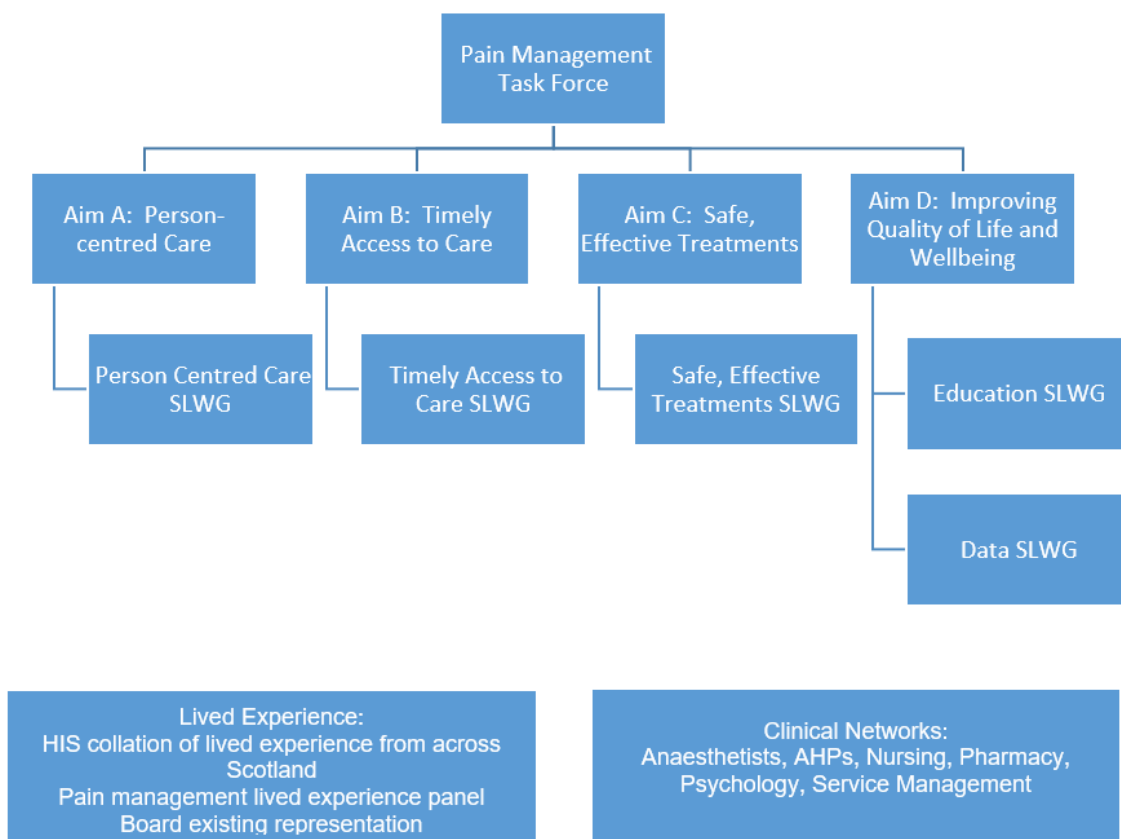 Pain Management
Task Force
Aim A:  Person-
centred Care
Aim B:  Timely
Access to Care
Aim C:  Safe,
Effective Treatments
Aim D:  Improving
Quality of Life and
Wellbeing
Person Centred Care
SLWG
Timely Access to
Care SLWG
Safe, Effective
Treatments SLWG
Education SLWG
Data SLWG
Lived Experience:
HIS collation of lived experience from across
Scotland
Pain management lived experience panel
Board existing representation
Clinical Networks:
Anaesthetists, AHPs, Nursing, Pharmacy,
Psychology, Service Management